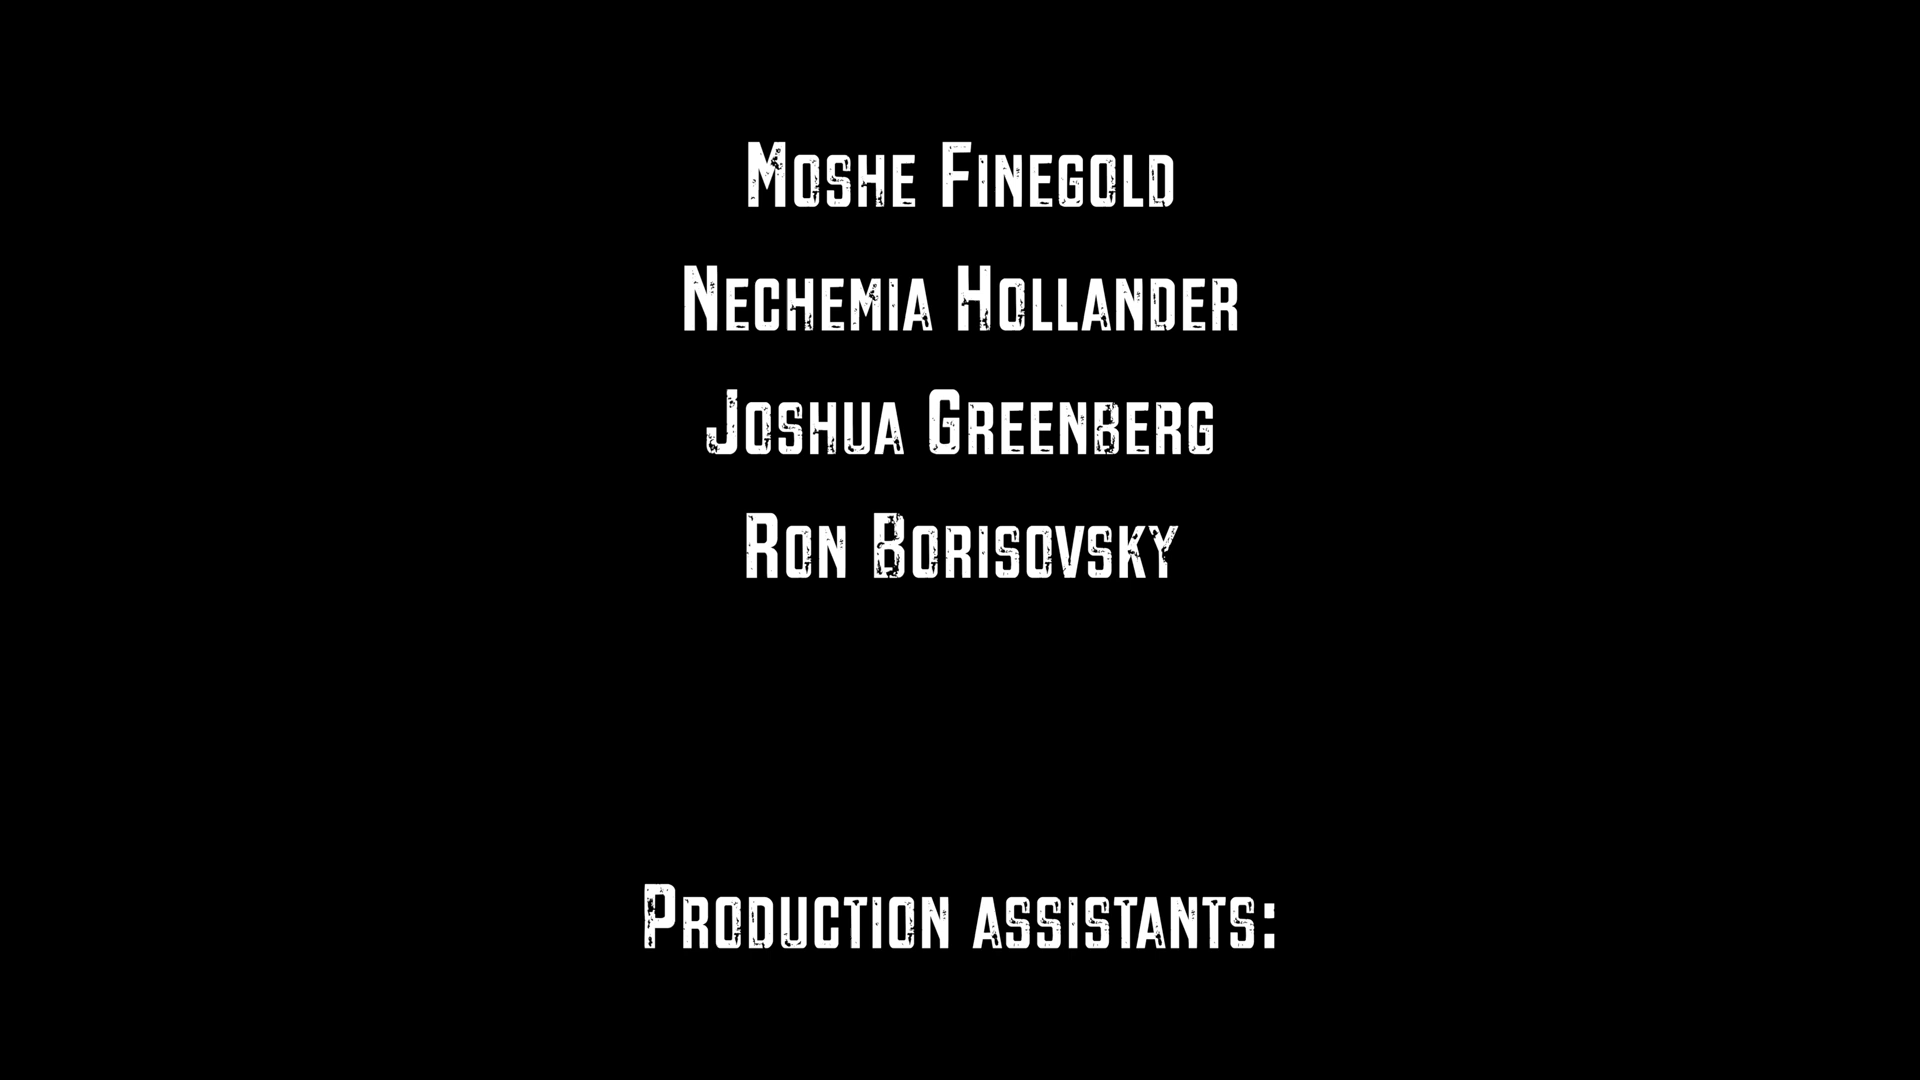 Moshe Finegold
Nechemia Hollander
Joshua Greenberg
Ron Borisovsky
Production assistants: